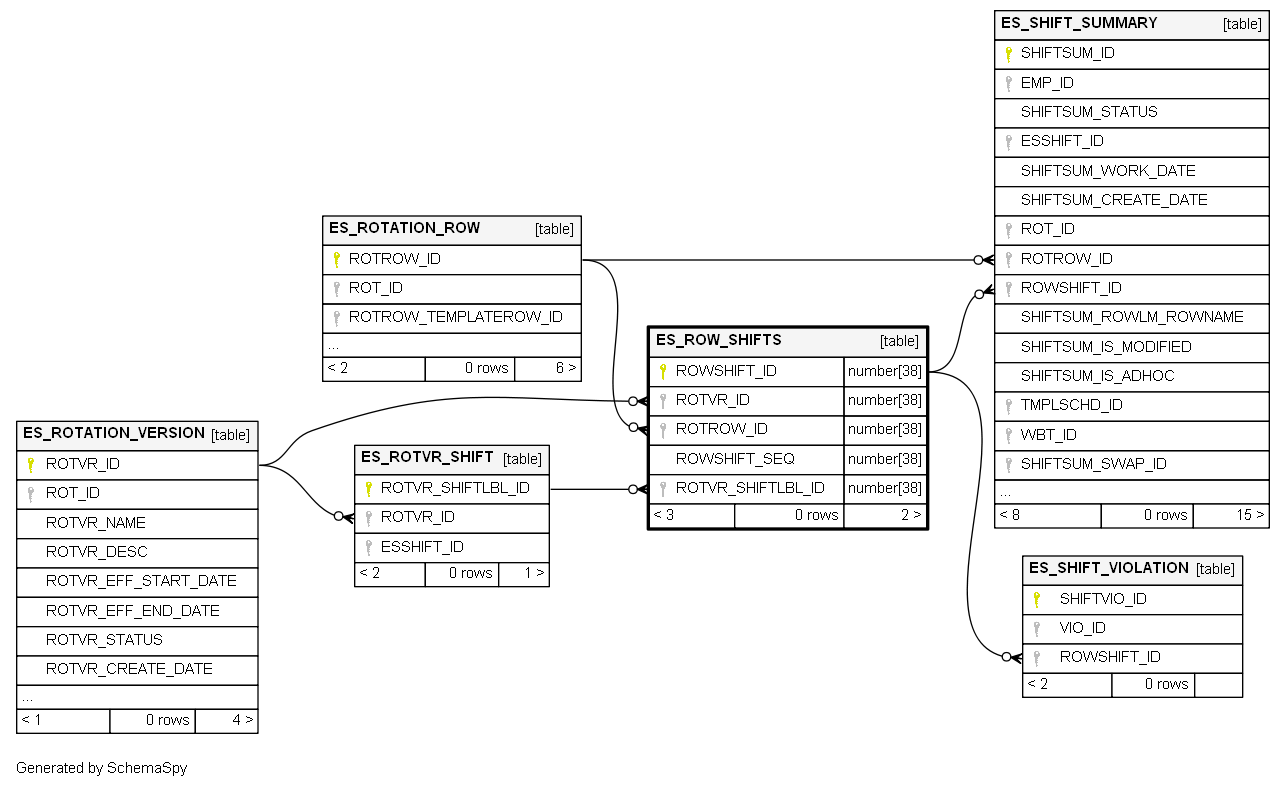 ES_SHIFT_SUMMARY [table]
SHIFTSUM_ID
EMP_ID
SHIFTSUM_STATUS
ESSHIFT_ID
SHIFTSUM_WORK_DATE
SHIFTSUM_CREATE_DATE
ROT_ID
ROTROW_ID
ROWSHIFT_ID
SHIFTSUM_ROWLM_ROWNAME
SHIFTSUM_IS_MODIFIED
SHIFTSUM_IS_ADHOC
TMPLSCHD_ID
WBT_ID
SHIFTSUM_SWAP_ID
...
< 8 0 rows 15 >
ES_ROTATION_ROW [table]
ROTROW_ID
ROT_ID
ROTROW_TEMPLATEROW_ID
...
< 2 0 rows 6 >
ES_ROW_SHIFTS [table]
ROWSHIFT_ID number[38]
ROTVR_ID number[38]
ROTROW_ID number[38]
ROWSHIFT_SEQ number[38]
ROTVR_SHIFTLBL_ID number[38]
< 3 0 rows 2 >
ES_ROTATION_VERSION [table]
ROTVR_ID
ROT_ID
ROTVR_NAME
ROTVR_DESC
ROTVR_EFF_START_DATE
ROTVR_EFF_END_DATE
ROTVR_STATUS
ROTVR_CREATE_DATE
...
< 1 0 rows 4 >
ES_ROTVR_SHIFT [table]
ROTVR_SHIFTLBL_ID
ROTVR_ID
ESSHIFT_ID
< 2 0 rows 1 >
ES_SHIFT_VIOLATION [table]
SHIFTVIO_ID
VIO_ID
ROWSHIFT_ID
< 2 0 rows
Generated by SchemaSpy